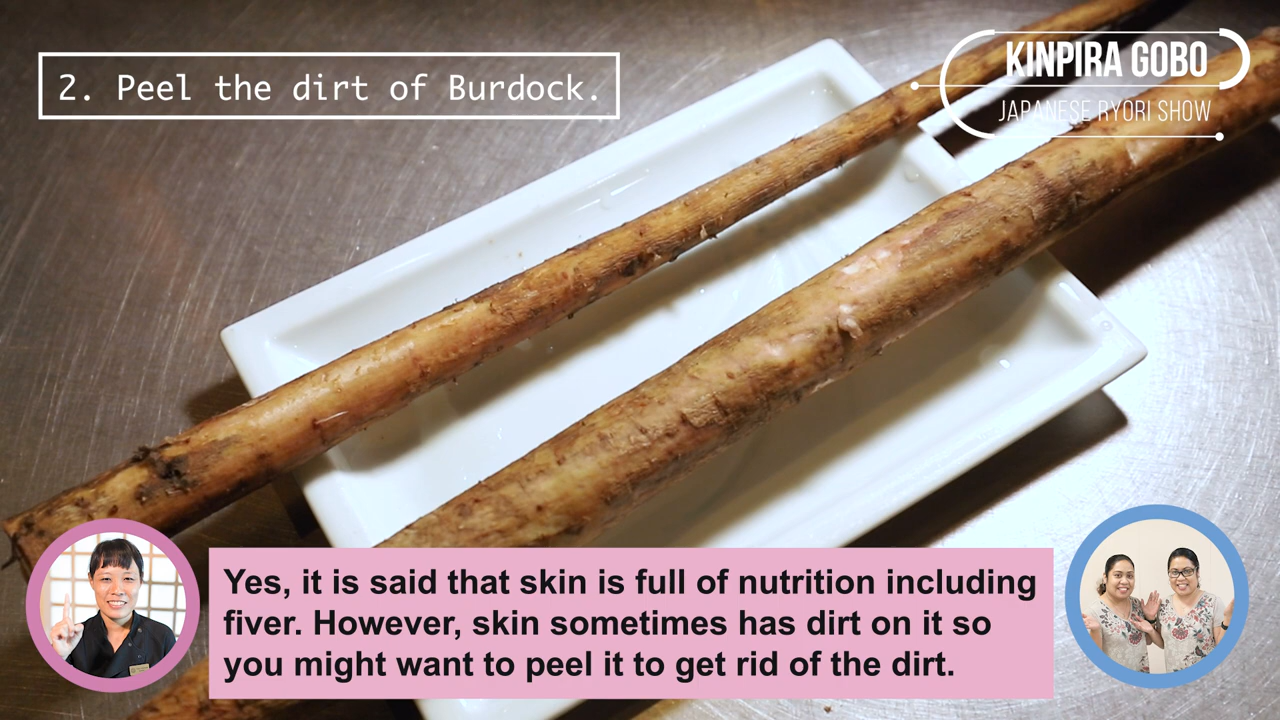 2. Peel the dirt of Burdock.
KINPIRA GOBO
JAPANESE RYORI SHOW
Yes, it is said that skin is full of nutrition including
fiver. However, skin sometimes has dirt on it so
you might want to peel it to get rid of the dirt.